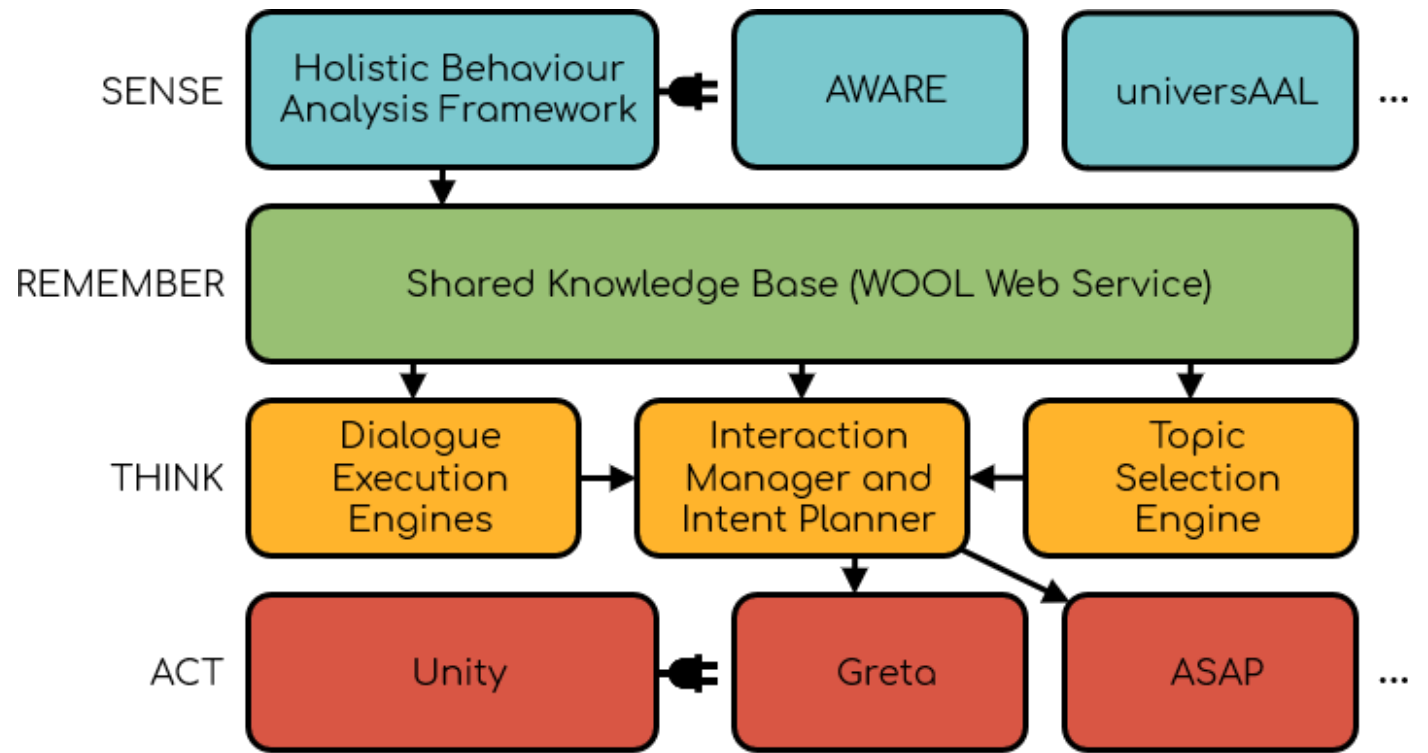 SENSE
Holistic Behaviour
Analysis Framework
AWARE
universAAL
...
REMEMBER
Shared Knowledge Base (WOOL Web Service)
THINK
Dialogue
Execution
Engines
Interaction
Manager and
Intent Planner
Topic
Selection
Engine
ACT
Unity
Greta
ASAP
...